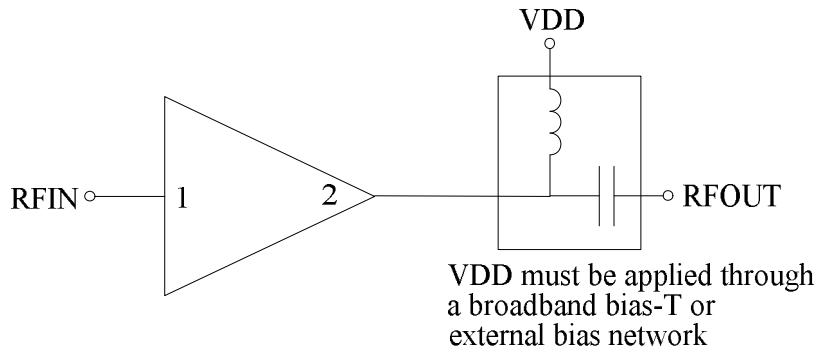 VDD
RFIN
1
2
RFOUT
VDD must be applied through
a broadband bias-T or
external bias network